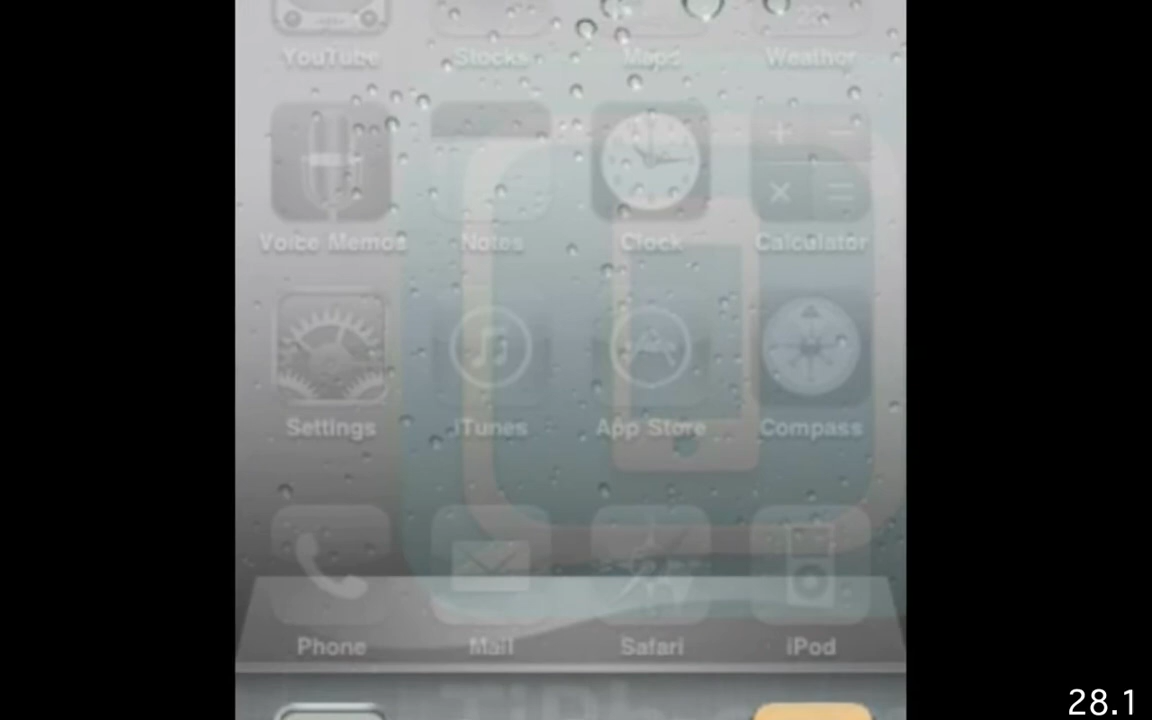 YouTube Stocks Maps Weather
Voice Memos Notes Clock Calculator
Settings iTunes App Store Compass
Phone Mail Safari iPod
28.1